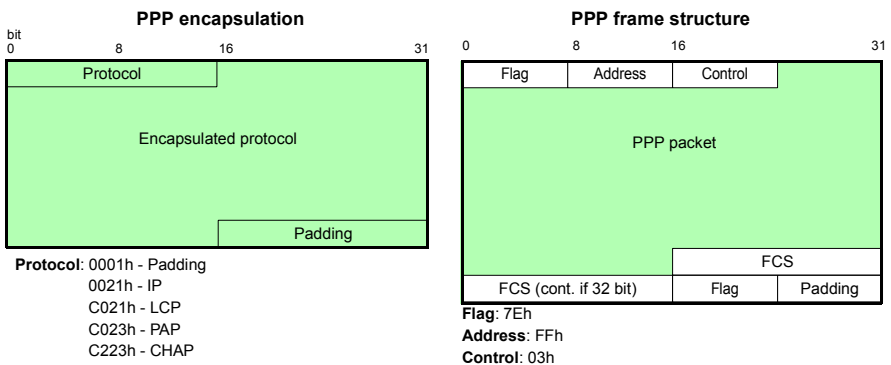 PPP encapsulation
bit
0 8 16 31
Protocol
Encapsulated protocol
Padding
Protocol: 0001h - Padding
0021h - IP
C021h - LCP
C023h - PAP
C223h - CHAP
PPP frame structure
0 8 16 31
Flag Address Control
PPP packet
FCS
FCS (cont. if 32 bit) Flag Padding
Flag: 7Eh
Address: FFh
Control: 03h